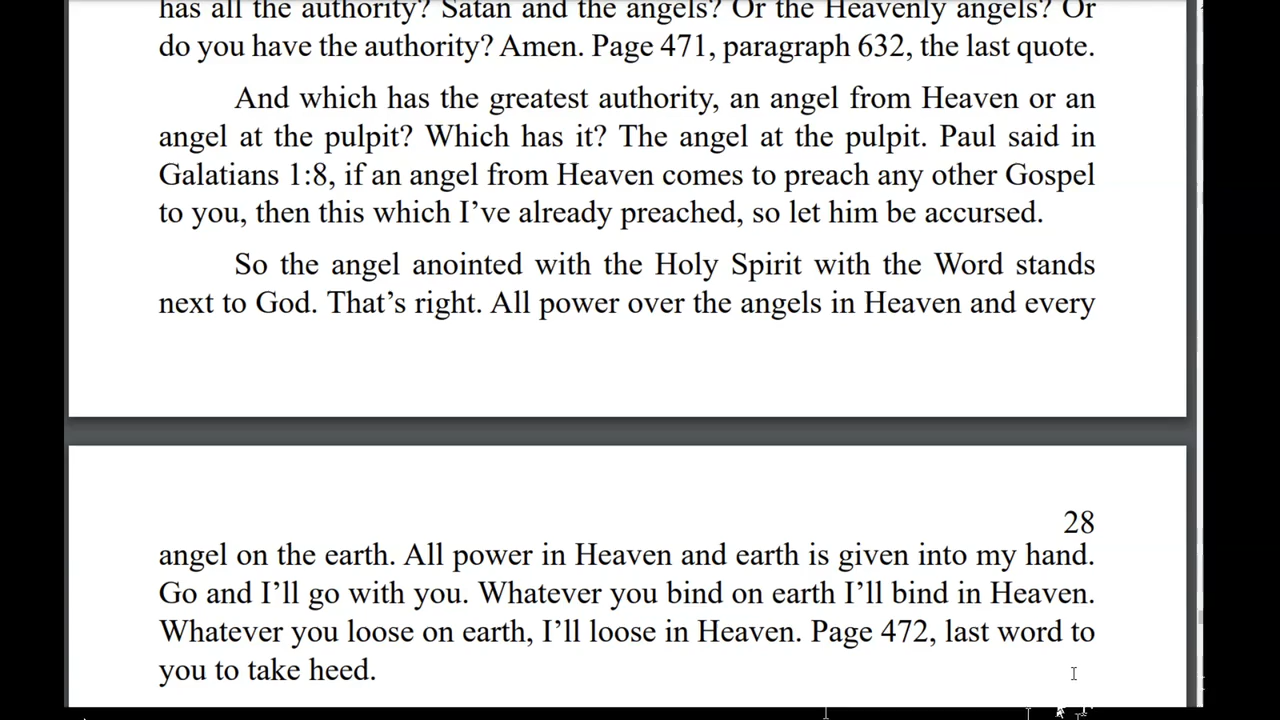 has all the authority? Satan and the angels? Or the Heavenly angels? Or
do you have the authority? Amen. Page 471, paragraph 632, the last quote.
And which has the greatest authority, an angel from Heaven or an
angel at the pulpit? Which has it? The angel at the pulpit. Paul said in
Galatians 1:8, if an angel from Heaven comes to preach any other Gospel
to you, then this which I’ve already preached, so let him be accursed.
So the angel anointed with the Holy Spirit with the Word stands
next to God. That’s right. All power over the angels in Heaven and every
28
angel on the earth. All power in Heaven and earth is given into my hand.
Go and I’ll go with you. Whatever you bind on earth I’ll bind in Heaven.
Whatever you loose on earth, I’ll loose in Heaven. Page 472, last word to
you to take heed.